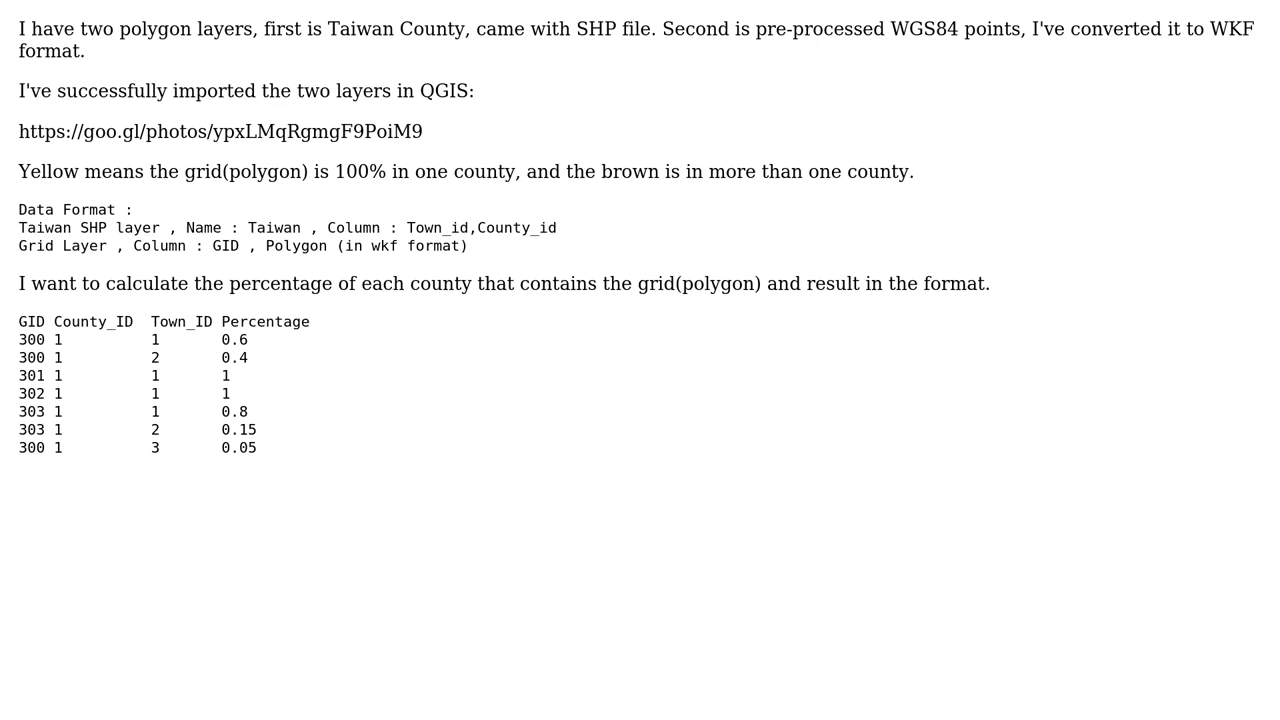 I have two polygon layers, first is Taiwan County, came with SHP file. Second is pre-processed WGS84 points, I've converted it to WKF
format.
I've successfully imported the two layers in QGIS:
https://goo.gl/photos/ypxLMqRgmgF9PoiM9
Yellow means the grid(polygon) is 100% in one county, and the brown is in more than one county.
Data Format :
Taiwan SHP layer , Name : Taiwan , Column : Town_id,County_id
Grid Layer , Column : GID , Polygon (in wkf format)
I want to calculate the percentage of each county that contains the grid(polygon) and result in the format.
GID County_ID  Town_ID Percentage
300 1          1       0.6
300 1          2       0.4
301 1          1       1
302 1          1       1
303 1          1       0.8
303 1          2       0.15
300 1          3       0.05